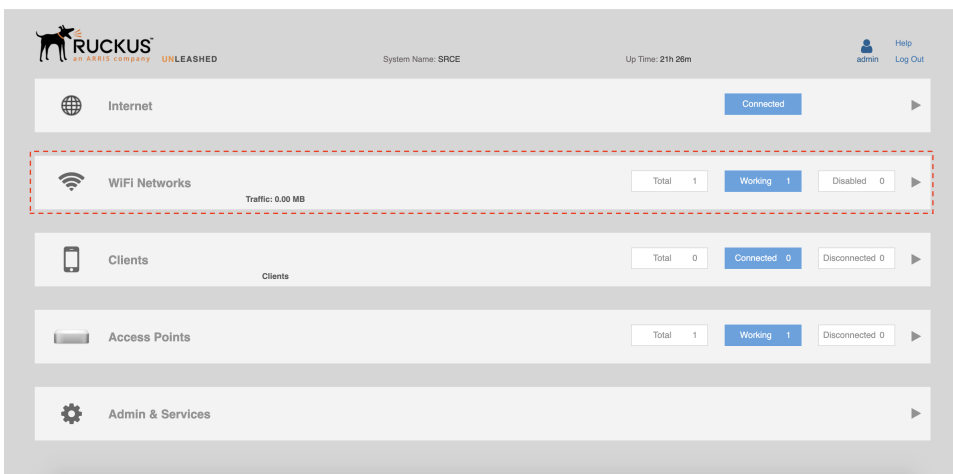 RUCKUS™
an ARRIS company UNLEASHED
System Name: SRCE
Up Time: 21h 26m
admin
Help
Log Out
Internet
Connected
WiFi Networks
Traffic: 0.00 MB
Total 1
Working 1
Disabled 0
Clients
Clients
Total 0
Connected 0
Disconnected 0
Access Points
Total 1
Working 1
Disconnected 0
Admin & Services